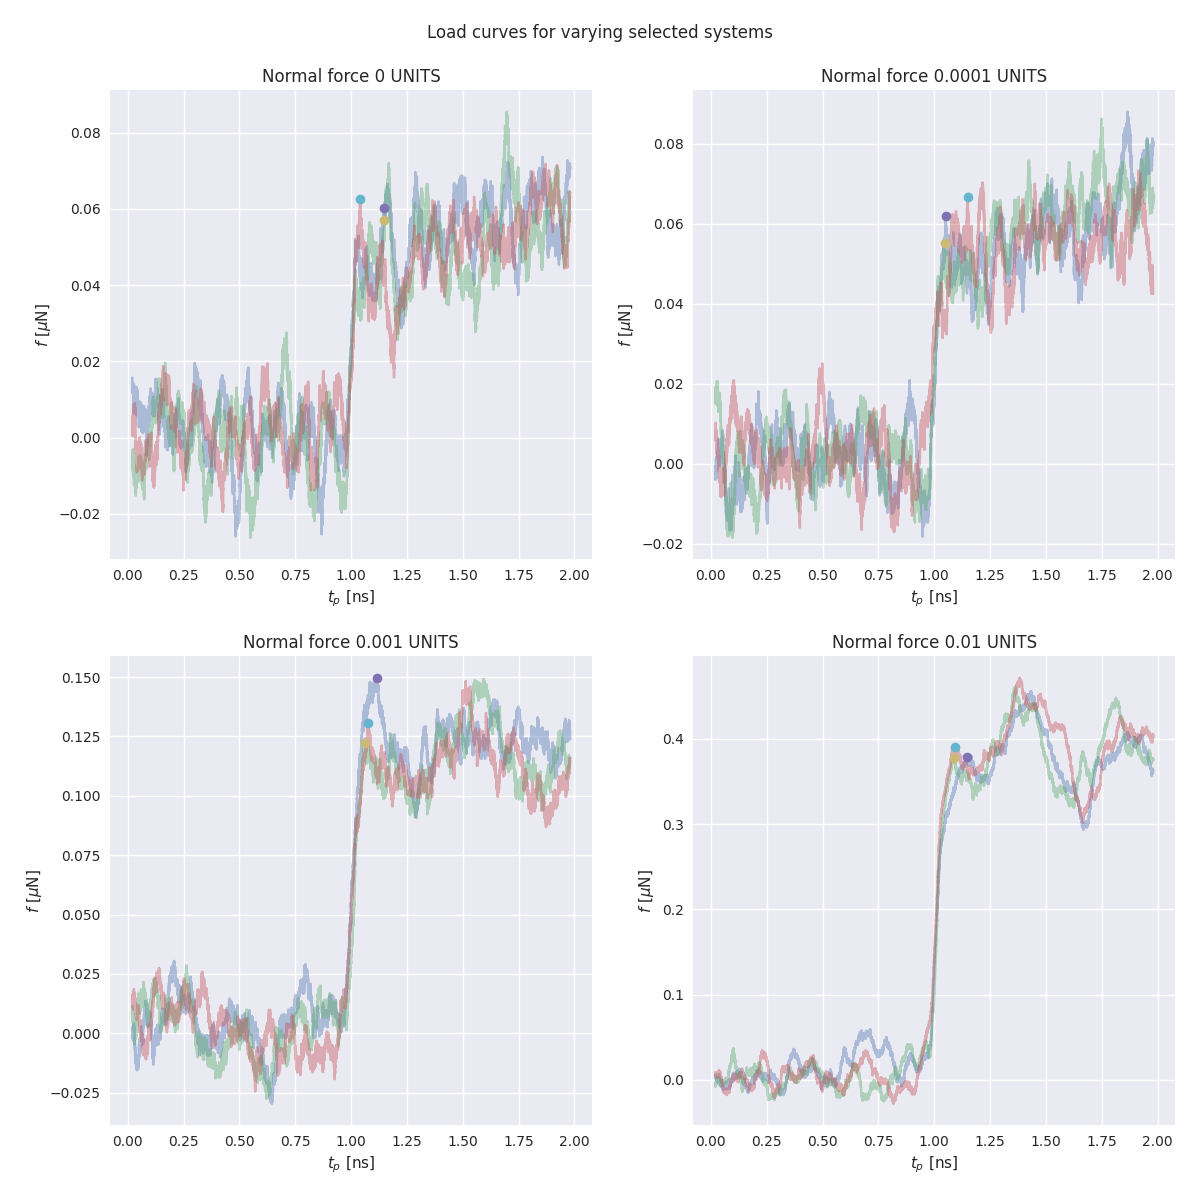 Load curves for varying selected systems
Normal force 0 UNITS
Normal force 0.0001 UNITS
0.08
0.06
0.04
0.02
0.00
−0.02
f [μN]
0.00 0.25 0.50 0.75 1.00 1.25 1.50 1.75 2.00
t_p [ns]
0.08
0.06
0.04
0.02
0.00
−0.02
f [μN]
0.00 0.25 0.50 0.75 1.00 1.25 1.50 1.75 2.00
t_p [ns]
Normal force 0.001 UNITS
Normal force 0.01 UNITS
0.150
0.125
0.100
0.075
0.050
0.025
0.000
−0.025
f [μN]
0.00 0.25 0.50 0.75 1.00 1.25 1.50 1.75 2.00
t_p [ns]
0.4
0.3
0.2
0.1
0.0
f [μN]
0.00 0.25 0.50 0.75 1.00 1.25 1.50 1.75 2.00
t_p [ns]